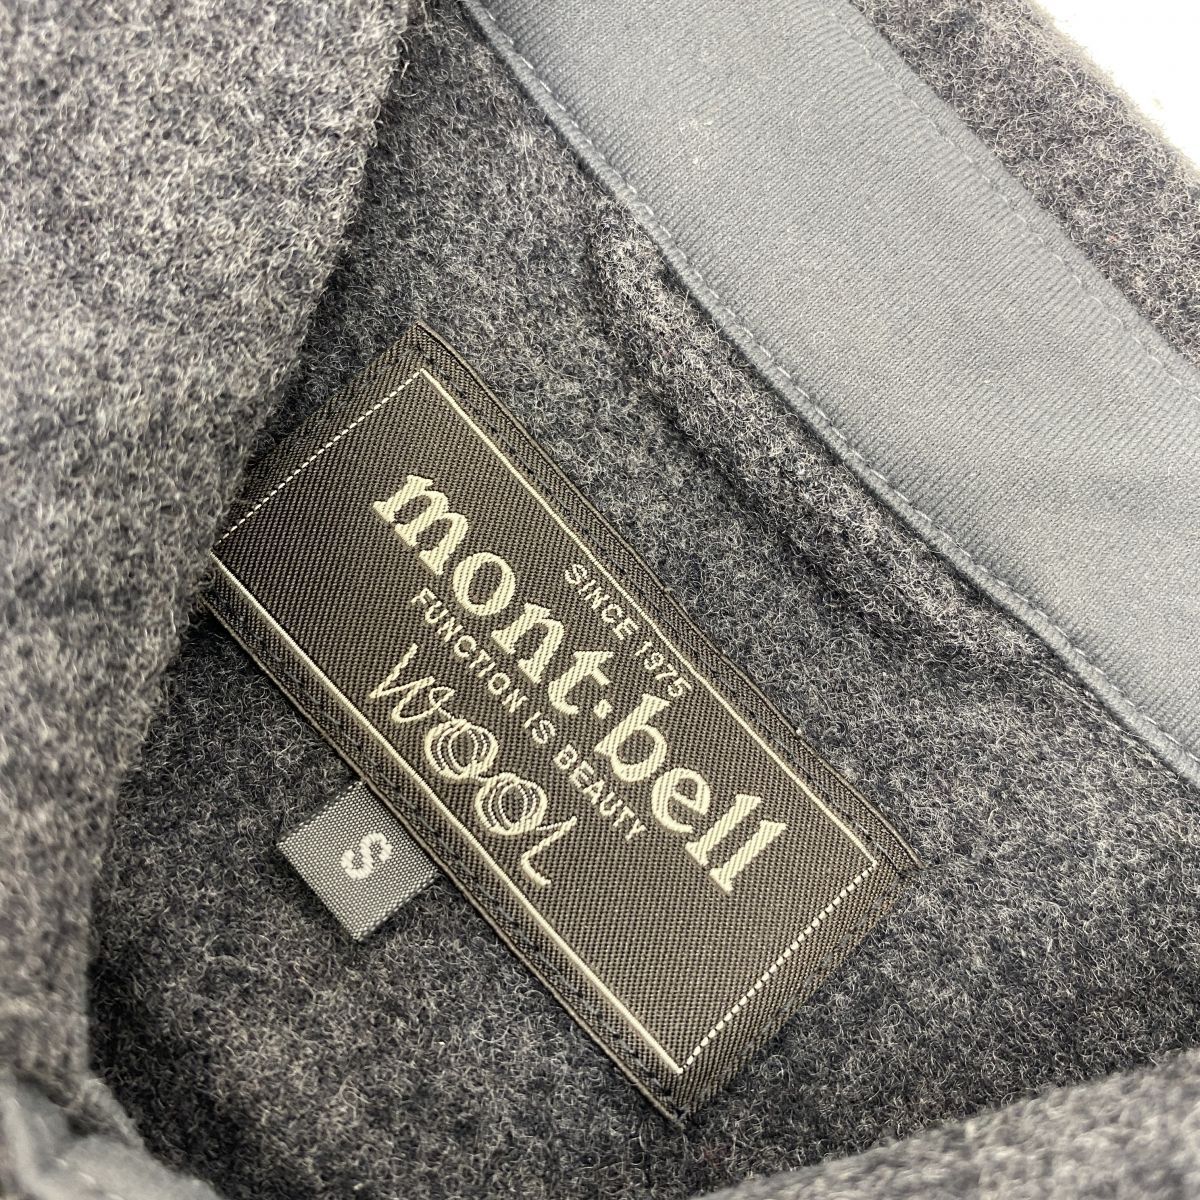 SINCE 1975
mont·bell
FUNCTION IS BEAUTY
WOOL
S